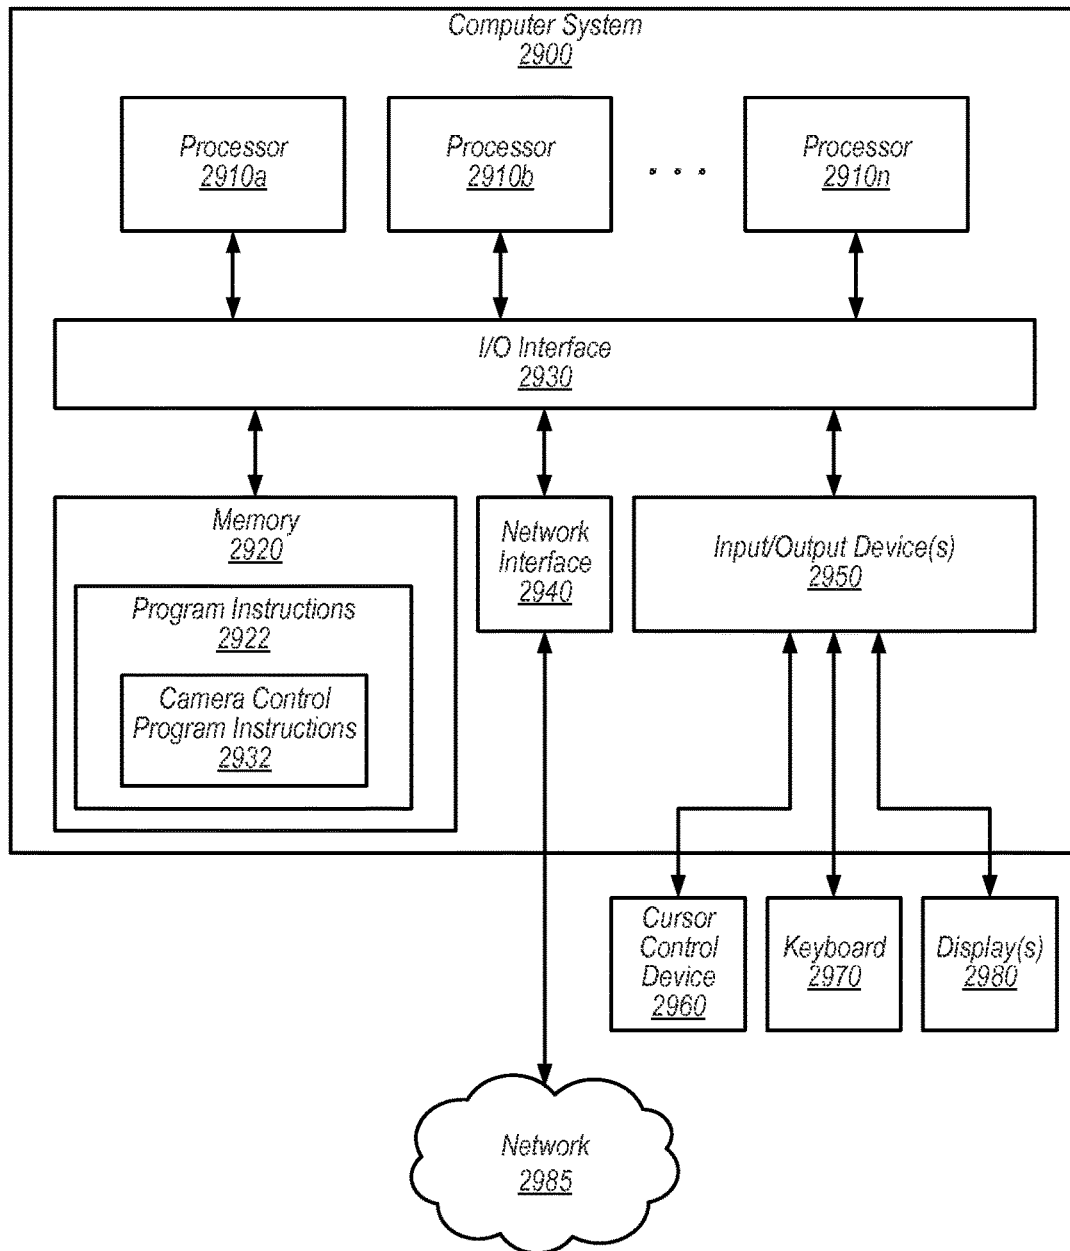 Computer System
2900
Processor
2910a
Processor
2910b
. . .
Processor
2910n
I/O Interface
2930
Memory
2920
Program Instructions
2922
Camera Control
Program Instructions
2932
Network
Interface
2940
Input/Output Device(s)
2950
Cursor
Control
Device
2960
Keyboard
2970
Display(s)
2980
Network
2985